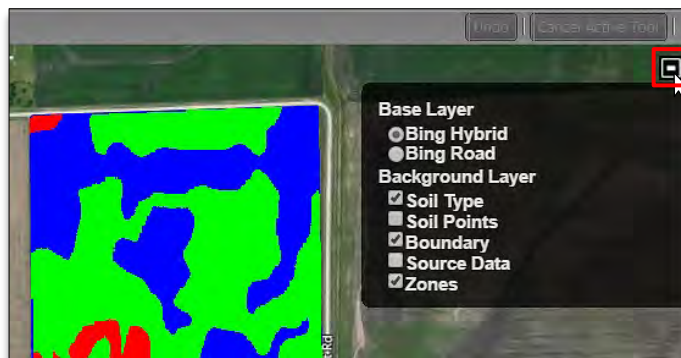 Undo Cancel Active Tool
Base Layer
Bing Hybrid
Bing Road
Background Layer
Soil Type
Soil Points
Boundary
Source Data
Zones
Rd